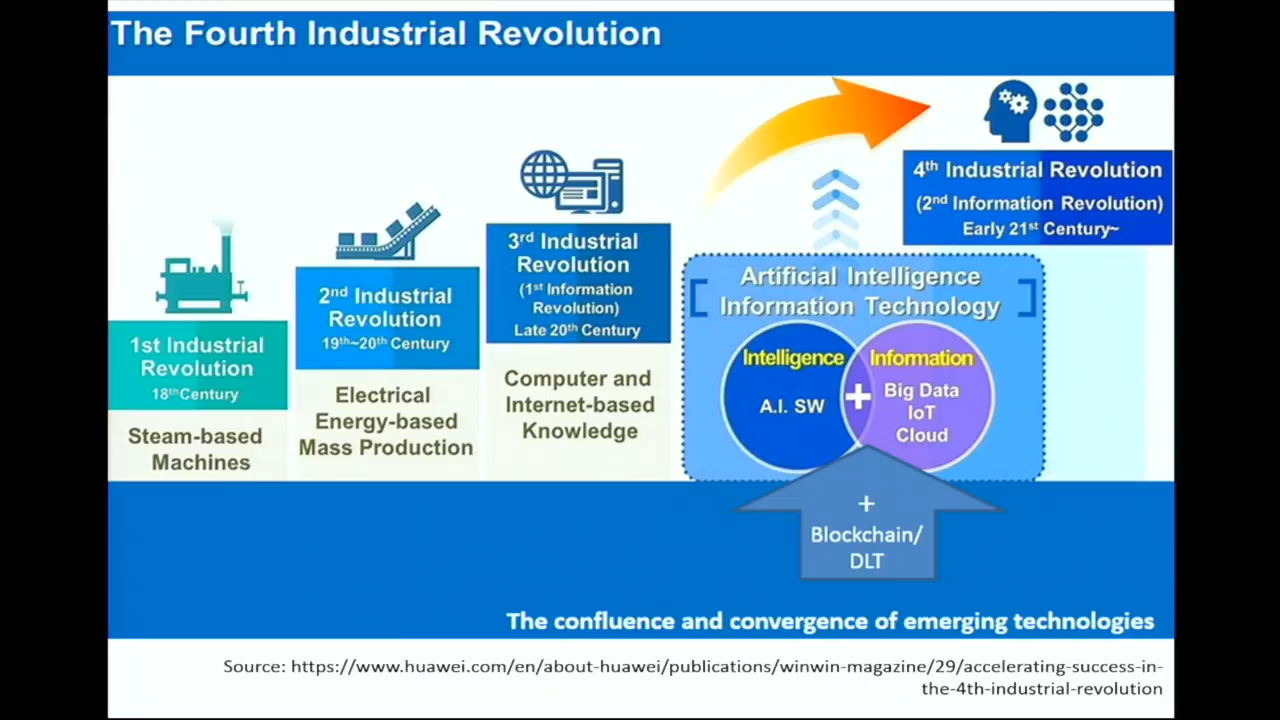 The Fourth Industrial Revolution
1st Industrial
Revolution
18th Century
Steam-based
Machines
2nd Industrial
Revolution
19th~20th Century
Electrical
Energy-based
Mass Production
3rd Industrial
Revolution
(1st Information
Revolution)
Late 20th Century
Computer and
Internet-based
Knowledge
4th Industrial Revolution
(2nd Information Revolution)
Early 21st Century~
Artificial Intelligence
Information Technology
Intelligence
A.I. SW
+
Information
Big Data
IoT
Cloud
+
Blockchain/
DLT
The confluence and convergence of emerging technologies
Source: https://www.huawei.com/en/about-huawei/publications/winwin-magazine/29/accelerating-success-in-
the-4th-industrial-revolution